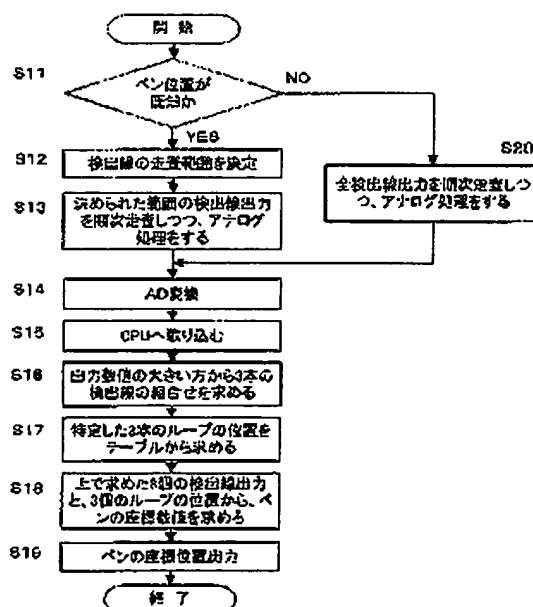 開始
S11
ペン位置が
既知か
NO
YES
S20
S12
検出線の走査範囲を決定
全検出線出力を順次走査しつ
つ、アナログ処理をする
S13
決められた範囲の検出線出力
を順次走査しつつ、アナログ
処理をする
S14
AD変換
S15
CPUへ取り込む
S16
出力数値の大きい方から3本の
検出線の組合せを求める
S17
特定した3本のループの位置を
テーブルから求める
S18
上で求めた3個の検出線出力
と、3個のループの位置から、ペ
ンの座標数値を求める
S19
ペンの座標位置出力
終了